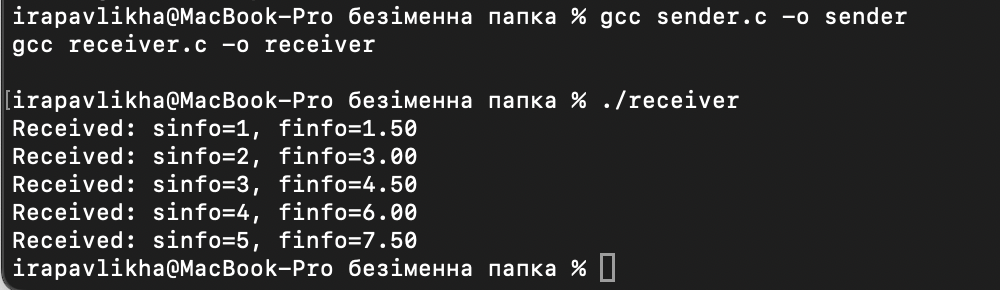 irapavlikha@MacBook-Pro безіменна папка % gcc sender.c -o sender
gcc receiver.c -o receiver
[irapavlikha@MacBook-Pro безіменна папка % ./receiver
Received: sinfo=1, finfo=1.50
Received: sinfo=2, finfo=3.00
Received: sinfo=3, finfo=4.50
Received: sinfo=4, finfo=6.00
Received: sinfo=5, finfo=7.50
irapavlikha@MacBook-Pro безіменна папка %